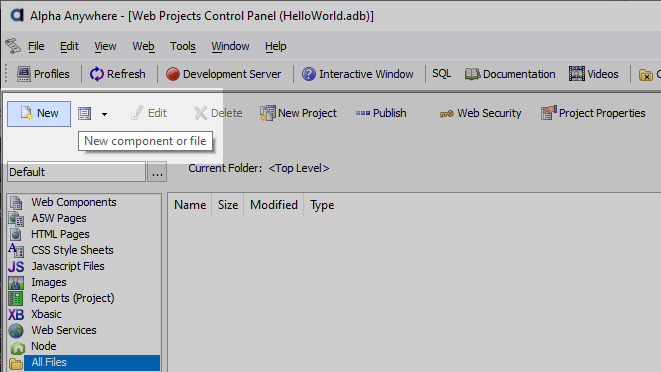 Alpha Anywhere - [Web Projects Control Panel (HelloWorld.adb)]
File Edit View Web Tools Window Help
Profiles Refresh Development Server Interactive Window SQL Documentation Videos
New Edit Delete New Project Publish Web Security Project Properties
New component or file
Default ... Current Folder: <Top Level>
Name Size Modified Type
Web Components
A5W Pages
HTML Pages
CSS Style Sheets
Javascript Files
Images
Reports (Project)
Xbasic
Web Services
Node
All Files